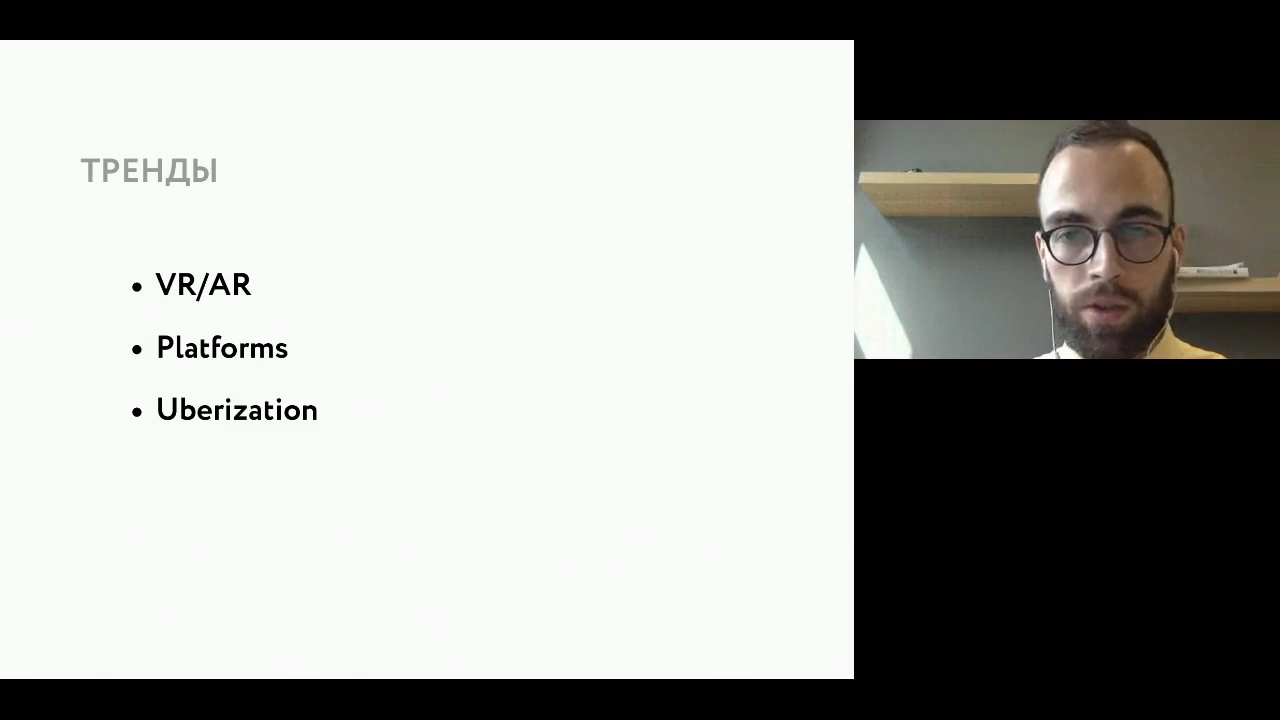 ТРЕНДЫ
• VR/AR
• Platforms
• Uberization